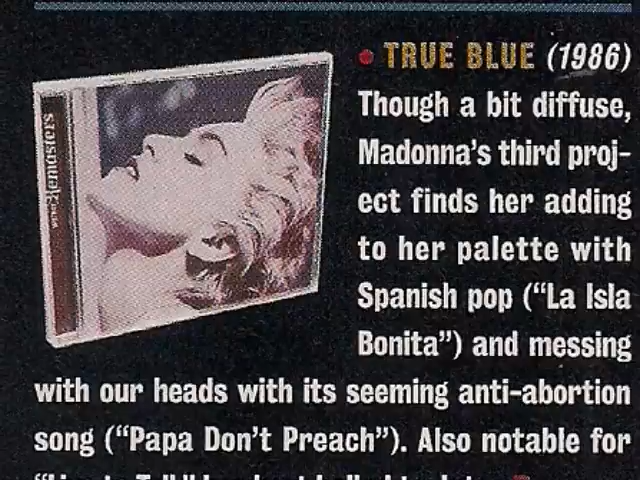 • TRUE BLUE (1986)
Though a bit diffuse,
Madonna's third proj-
ect finds her adding
to her palette with
Spanish pop ("La Isla
Bonita") and messing
with our heads with its seeming anti-abortion
song ("Papa Don't Preach"). Also notable for